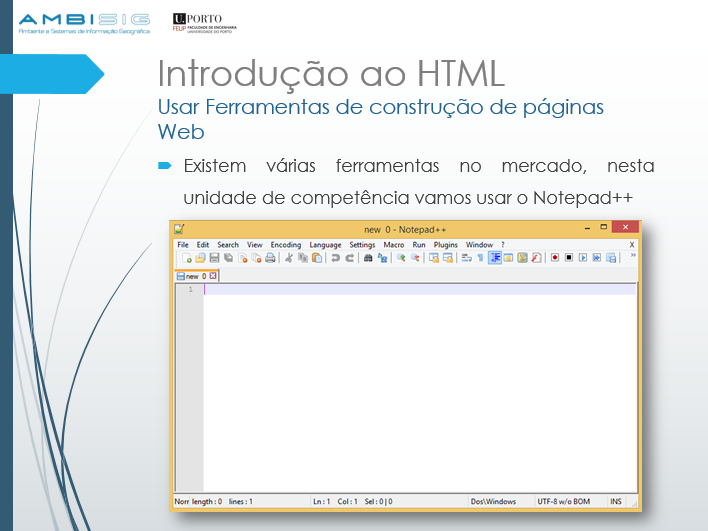 AMBISIG
Ambiente e Sistemas de Informação Geográfica
U.PORTO
FEUP FACULDADE DE ENGENHARIA
UNIVERSIDADE DO PORTO
Introdução ao HTML
Usar Ferramentas de construção de páginas
Web
Existem várias ferramentas no mercado, nesta
unidade de competência vamos usar o Notepad++
new 0 - Notepad++
File Edit Search View Encoding Language Settings Macro Run Plugins Window ? X
new 0
1
Norr length : 0 lines : 1 Ln : 1 Col : 1 Sel : 0 | 0 Dos\Windows UTF-8 w/o BOM INS